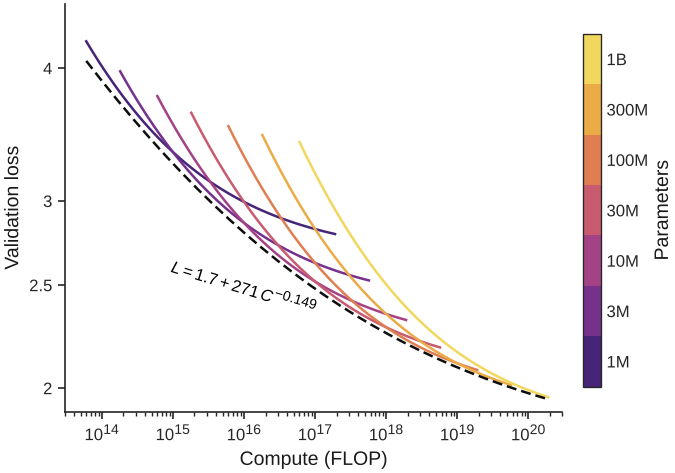 4
3
2.5
2
Validation loss
L = 1.7 + 271 C^−0.149
10^14 10^15 10^16 10^17 10^18 10^19 10^20
Compute (FLOP)
1B
300M
100M
30M
10M
3M
1M
Parameters